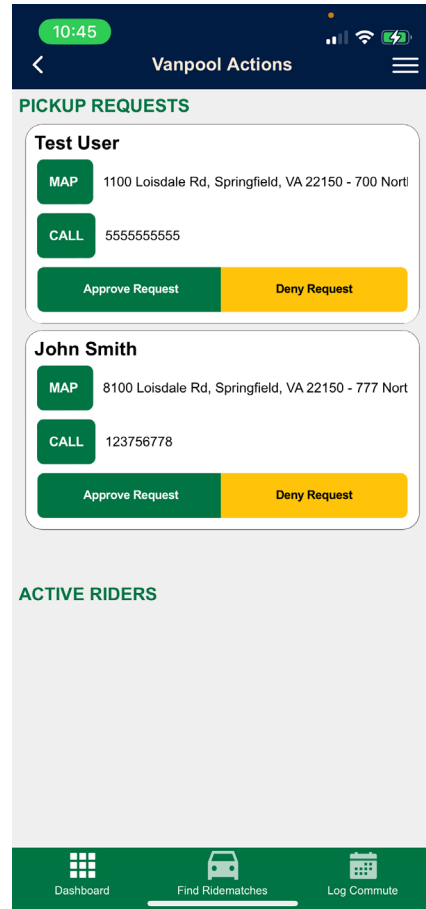 10:45
Vanpool Actions
PICKUP REQUESTS
Test User
MAP 1100 Loisdale Rd, Springfield, VA 22150 - 700 Nort
CALL 5555555555
Approve Request Deny Request
John Smith
MAP 8100 Loisdale Rd, Springfield, VA 22150 - 777 Nort
CALL 123756778
Approve Request Deny Request
ACTIVE RIDERS
Dashboard Find Ridematches Log Commute